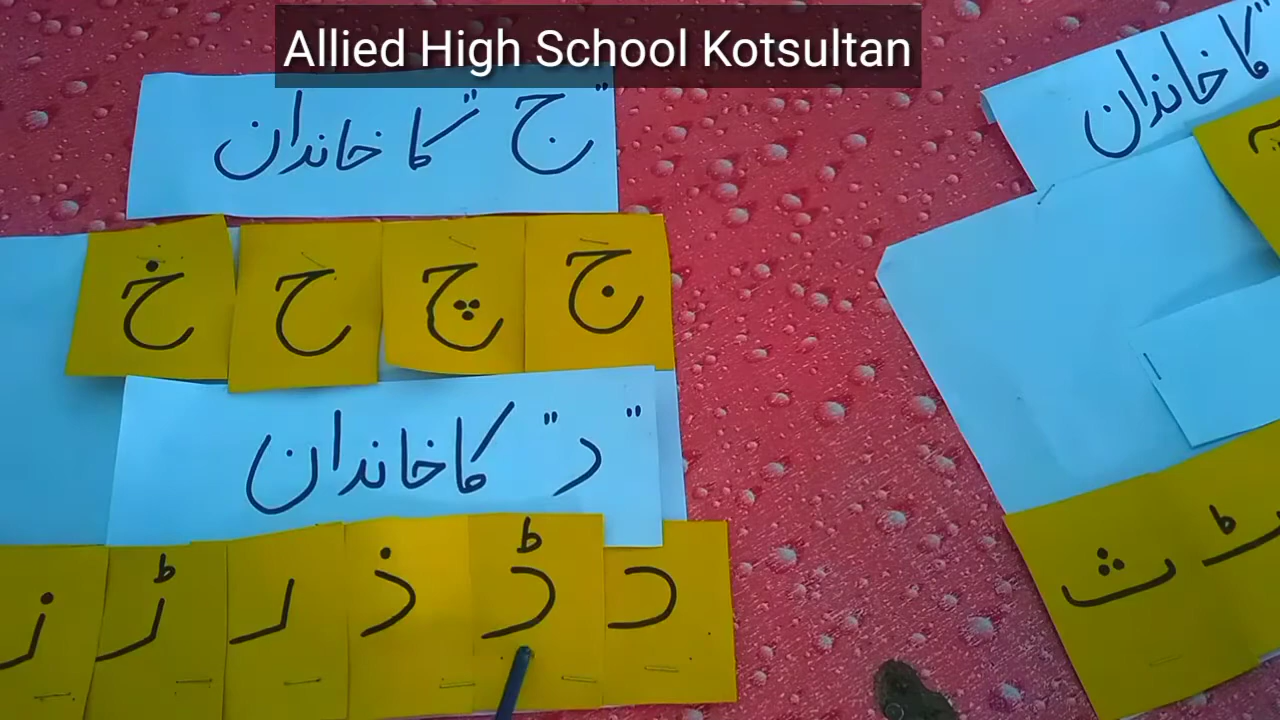 Allied High School Kotsultan
"ج" کا خاندان
ج چ ح خ
"د" کا خاندان
د ڈ ذ ر ڑ ز
کا خاندان
ٹ ث